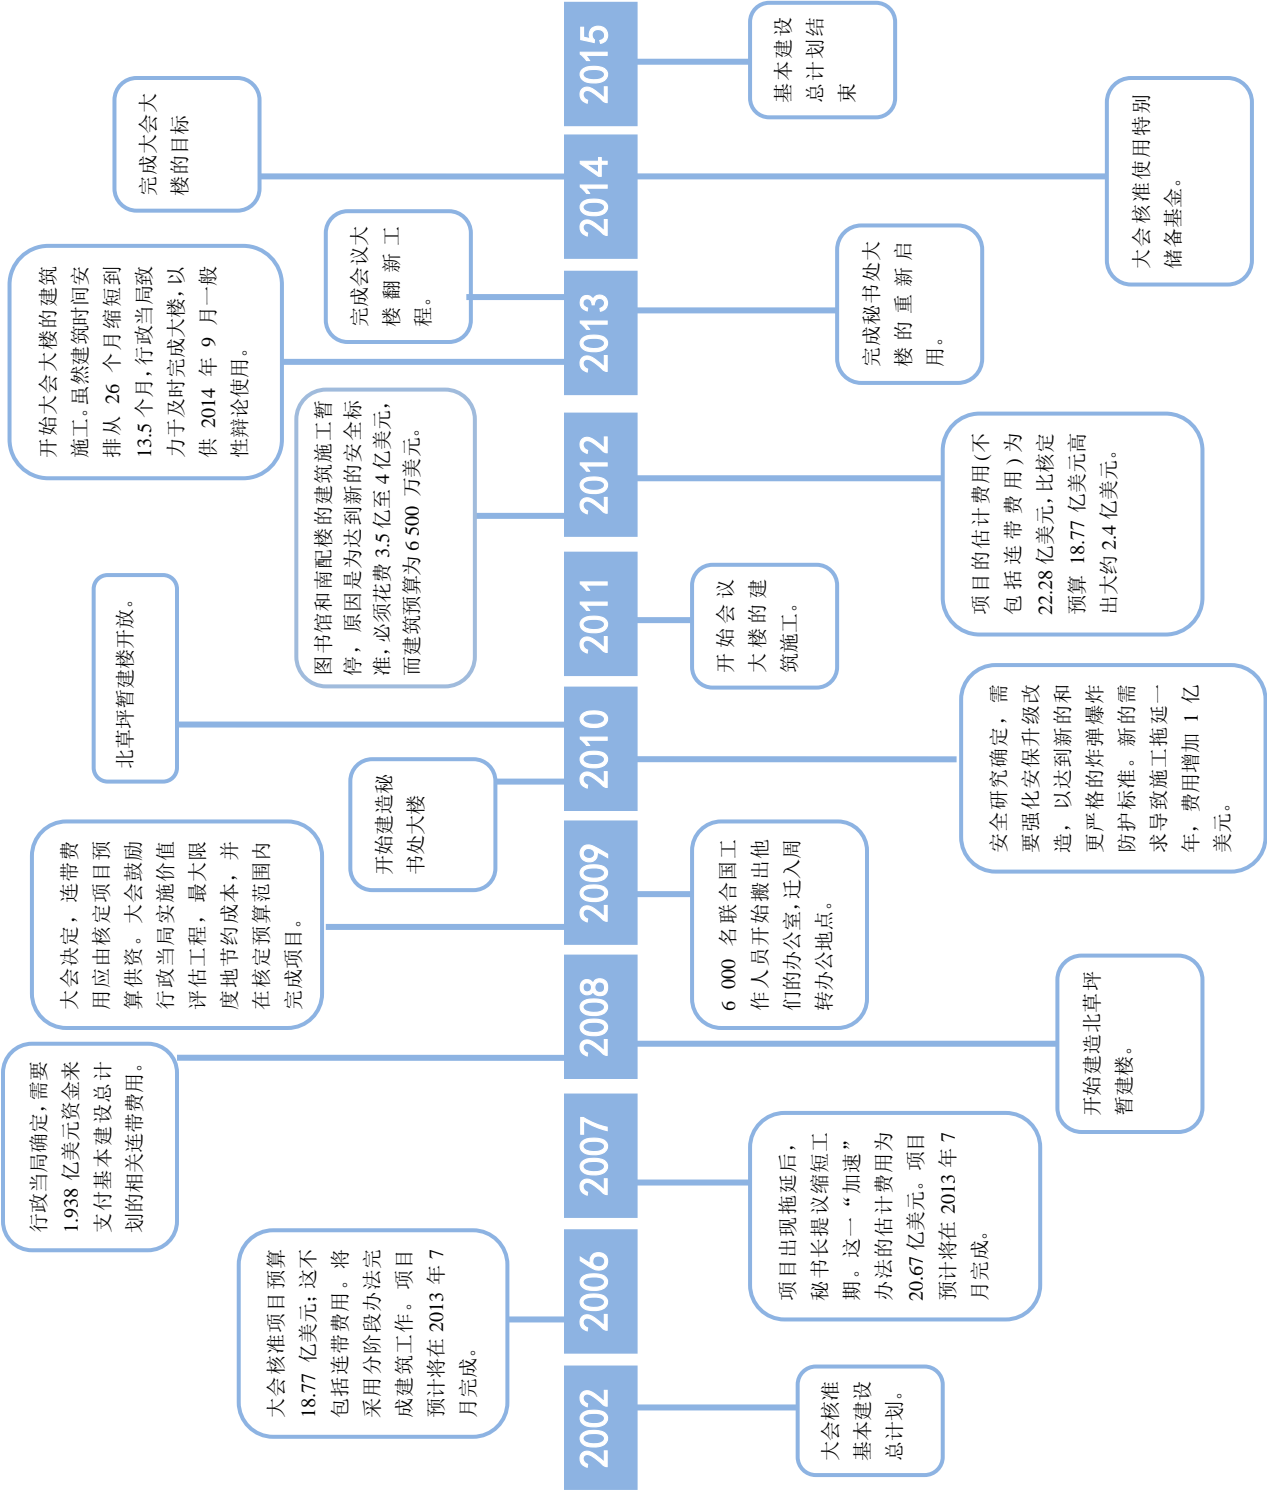 2002
大会核准
基本建设
总计划。
2006
大会核准项目预算
18.77 亿美元；这不
包括连带费用。将
采用分阶段办法完
成建筑工作。项目
预计将在 2013 年 7
月完成。
2007
项目出现拖延后，
秘书长提议缩短工
期。这一“加速”
办法的估计费用为
20.67 亿美元。项目
预计将在 2013 年 7
月完成。
2008
行政当局确定，需要
1.938 亿美元资金来
支付基本建设总计
划的相关连带费用。
开始建造北草坪
暂建楼。
2009
大会决定，连带费
用应由核定项目预
算供资。大会鼓励
行政当局实施价值
评估工程，最大限
度地节约成本，并
在核定预算范围内
完成项目。
6 000 名联合国工
作人员开始搬出他
们的办公室，迁入周
转办公地点。
2010
开始建造秘
书处大楼
北草坪暂建楼开放。
安全研究确定，需
要强化安保升级改
造，以达到新的和
更严格的炸弹爆炸
防护标准。新的需
求导致施工拖延一
年，费用增加 1 亿
美元。
2011
开始会议
大楼的建
筑施工。
2012
图书馆和南配楼的建筑施工暂
停，原因是为达到新的安全标
准，必须花费 3.5 亿至 4 亿美元，
而建筑预算为 6 500 万美元。
项目的估计费用(不
包括连带费用)为
22.28 亿美元，比核定
预算 18.77 亿美元高
出大约 2.4 亿美元。
2013
开始大会大楼的建筑
施工。虽然建筑时间安
排从 26 个月缩短到
13.5 个月，行政当局致
力于及时完成大楼，以
供 2014 年 9 月一般
性辩论使用。
完成会议大
楼翻新工
程。
完成秘书处大
楼的重新启
用。
2014
完成大会大
楼的目标
大会核准使用特别
储备基金。
2015
基本建设
总计划结
束